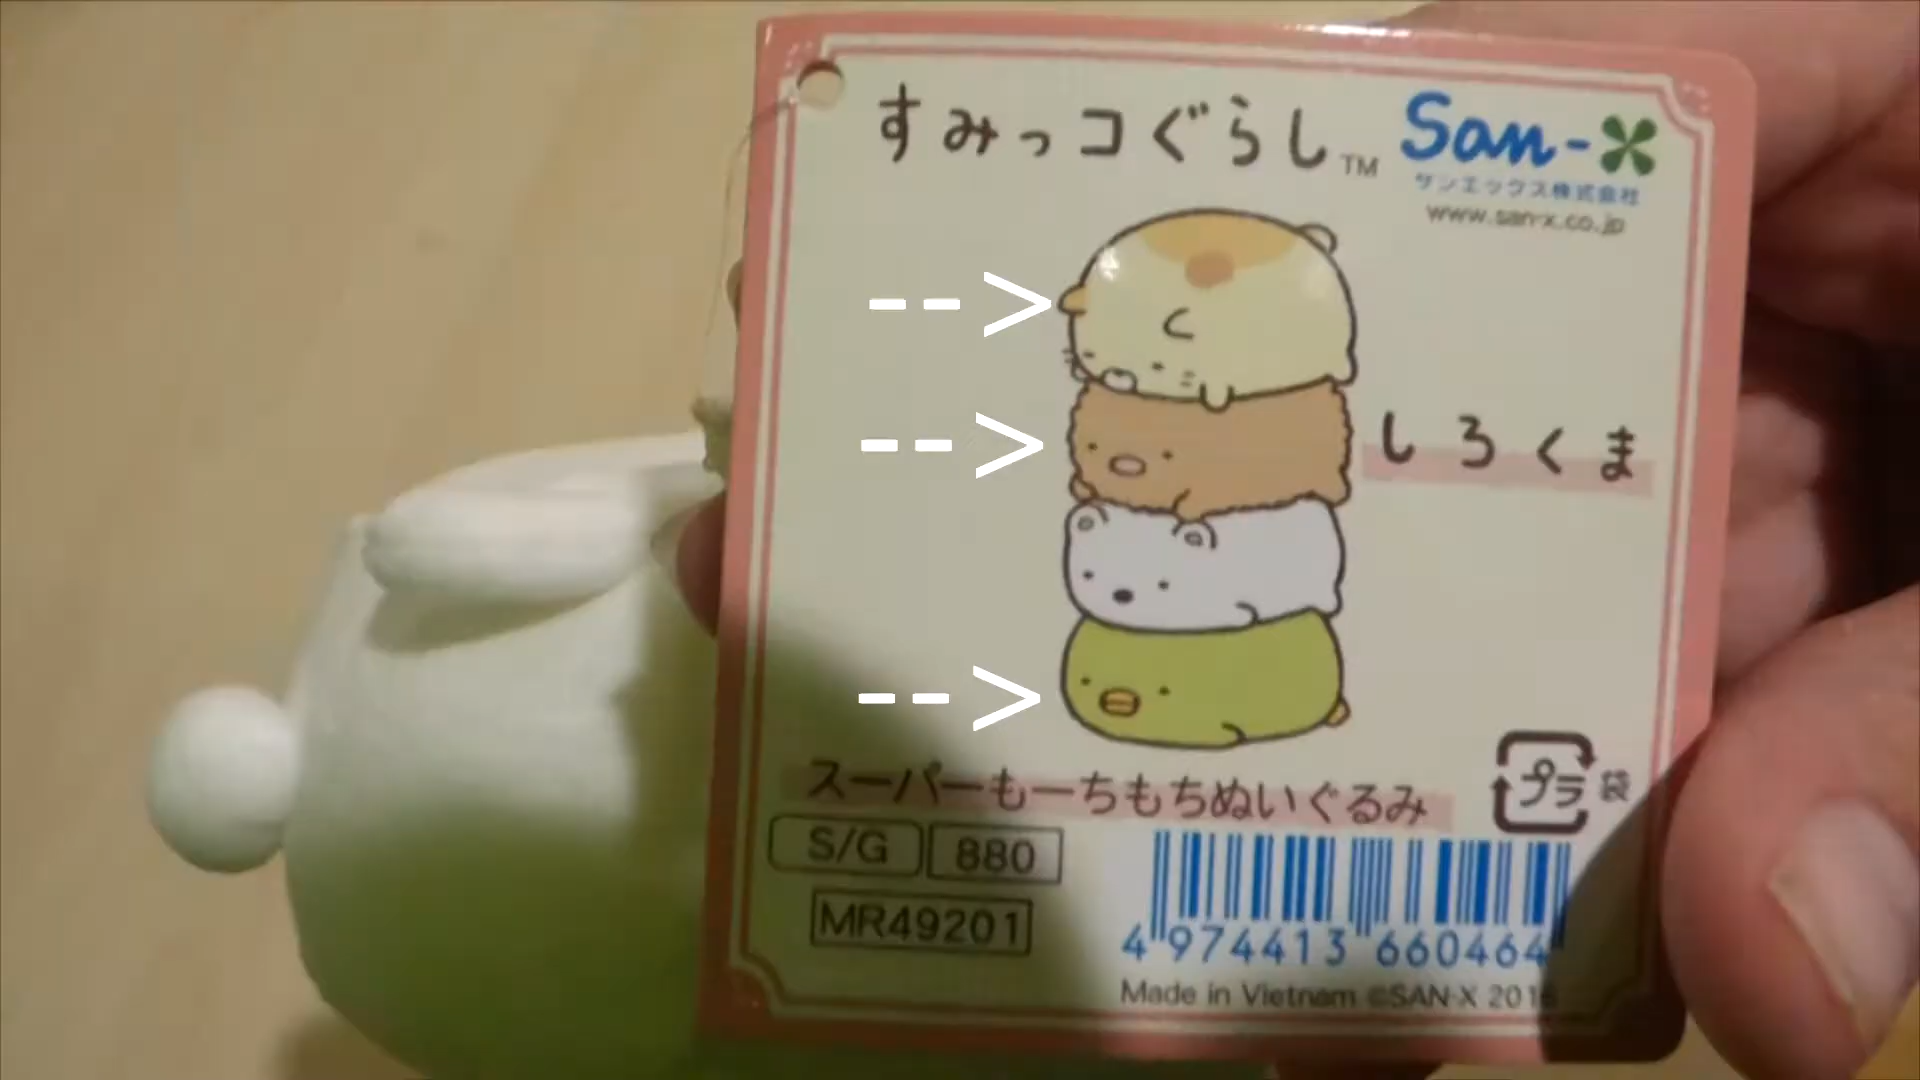 すみっコぐらし™
San-X
サンエックス株式会社
www.san-x.co.jp
-->
-->
しろくま
-->
スーパーもーちもちぬいぐるみ
プラ 袋
S/G 880
MR49201
4 974413 660464
Made in Vietnam ©SAN-X